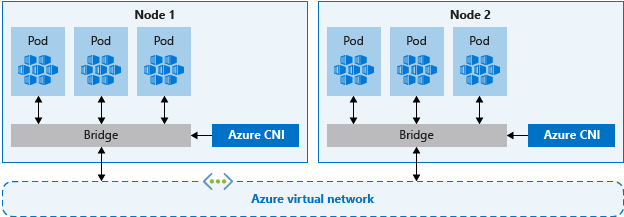 Node 1
Pod Pod Pod
Bridge
Azure CNI
Node 2
Pod Pod Pod
Bridge
Azure CNI
Azure virtual network